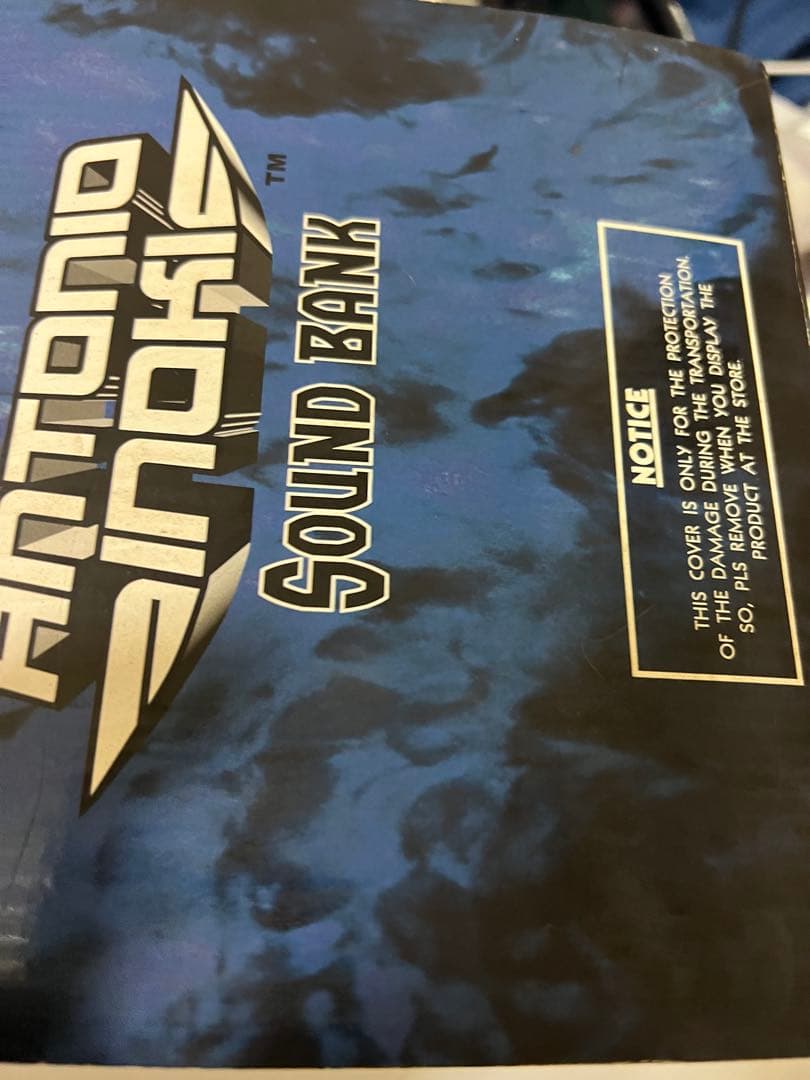 ANTONIO
INOKI
TM
SOUND BANK
NOTICE
THIS COVER IS ONLY FOR THE PROTECTION
OF THE DAMAGE DURING THE TRANSPORTATION.
SO, PLS REMOVE WHEN YOU DISPLAY THE
PRODUCT AT THE STORE.